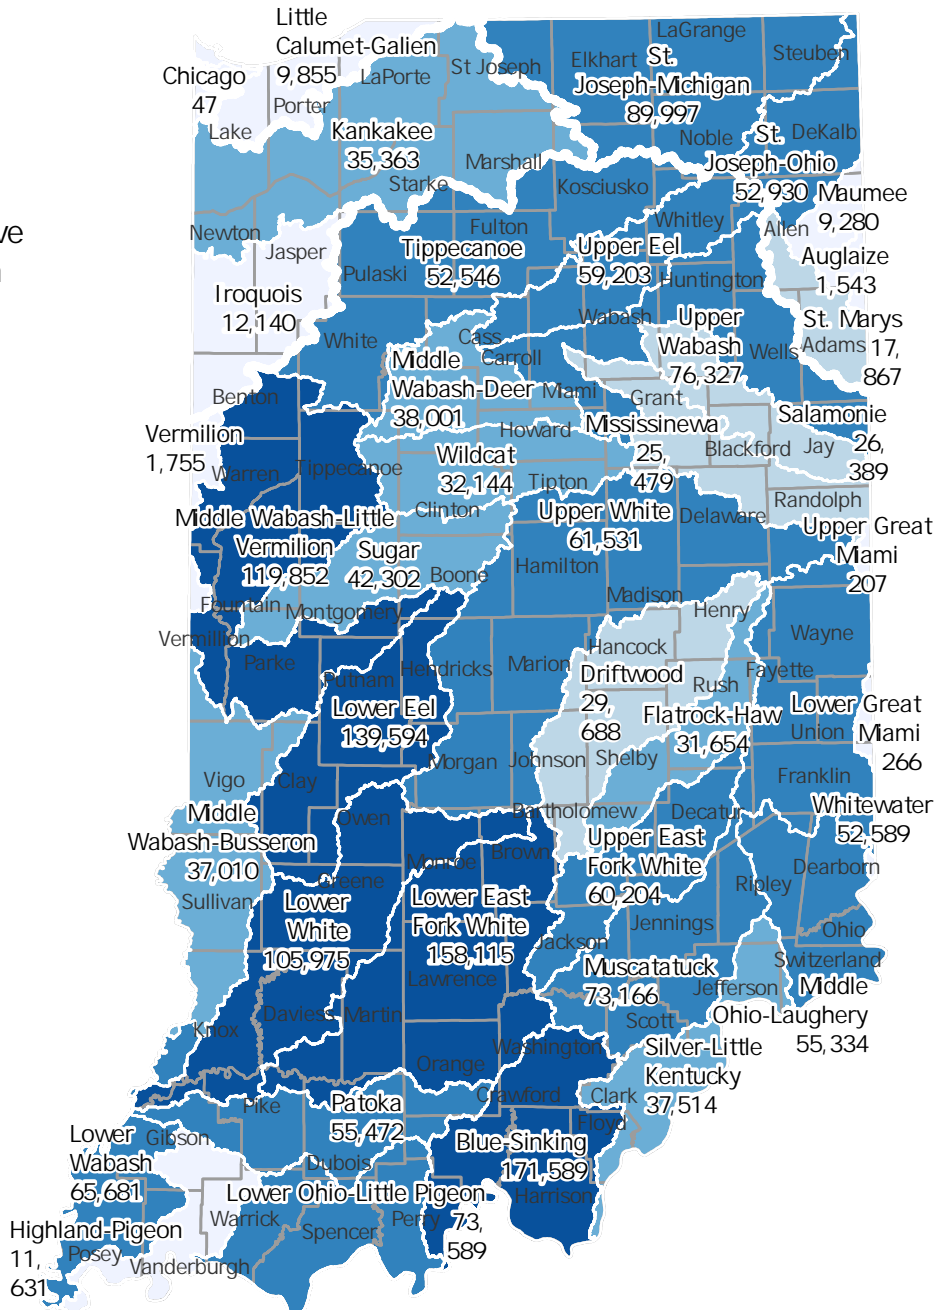 Little
Calumet-Galien
9,855
LaGrange
Steuben
Elkhart
St.
Joseph-Michigan
89,997
St Joseph
LaPorte
Chicago
47
Porter
Lake
Kankakee
35,363
Marshall
Starke
Noble
DeKalb
St.
Joseph-Ohio
52,930
Kosciusko
Maumee
9,280
ve
Newton
Jasper
Fulton
Whitley
Allen
Tippecanoe
52,546
Pulaski
Upper Eel
59,203
Huntington
Auglaize
1,543
Iroquois
12,140
White
Cass
Carroll
Wabash
Upper
Wabash
76,327
Wells
St. Marys
Adams
17,
867
Middle
Wabash-Deer
38,001
Miami
Grant
Benton
Howard
Mississinewa
25,
479
Blackford
Jay
Salamonie
26,
389
Vermilion
1,755
Warren
Tippecanoe
Wildcat
32,144
Tipton
Clinton
Randolph
Middle Wabash-Little
Vermilion
119,852
Sugar
42,302
Boone
Upper White
61,531
Delaware
Hamilton
Upper Great
Miami
207
Madison
Henry
Fountain
Montgomery
Vermillion
Parke
Putnam
Hendricks
Marion
Hancock
Wayne
Driftwood
29,
688
Rush
Fayette
Lower Eel
139,594
Flatrock-Haw
31,654
Lower Great
Miami
266
Union
Morgan
Johnson
Shelby
Franklin
Vigo
Clay
Owen
Bartholomew
Decatur
Whitewater
52,589
Middle
Wabash-Busseron
37,010
Monroe
Brown
Upper East
Fork White
60,204
Dearborn
Ripley
Greene
Sullivan
Lower
White
105,975
Lower East
Fork White
158,115
Jennings
Ohio
Jackson
Lawrence
Muscatatuck
73,166
Jefferson
Switzerland
Middle
Ohio-Laughery
55,334
Knox
Daviess
Martin
Scott
Orange
Washington
Silver-Little
Kentucky
37,514
Clark
Crawford
Pike
Patoka
55,472
Floyd
Gibson
Lower
Wabash
65,681
Dubois
Blue-Sinking
171,589
Harrison
Lower Ohio-Little Pigeon
73,
589
Warrick
Spencer
Perry
Highland-Pigeon
11,
631
Posey
Vanderburgh